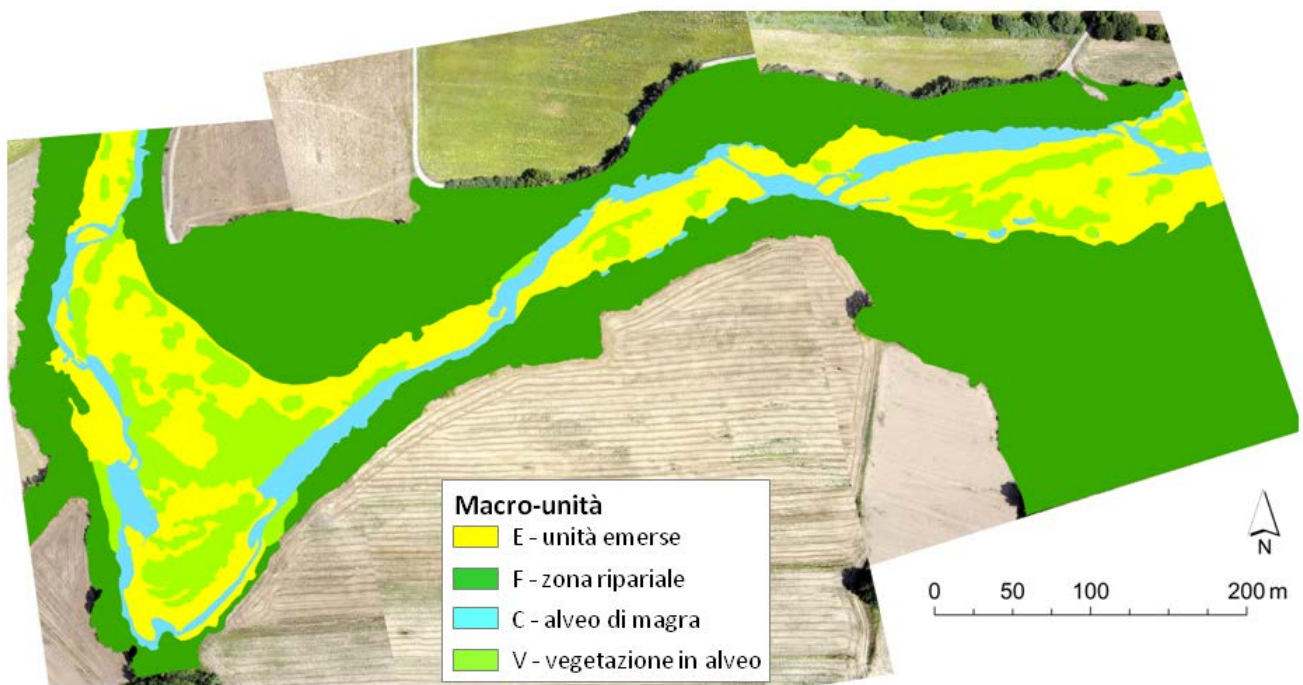 Macro-unità
E - unità emerse
F - zona ripariale
C - alveo di magra
V - vegetazione in alveo
N
0 50 100 200 m